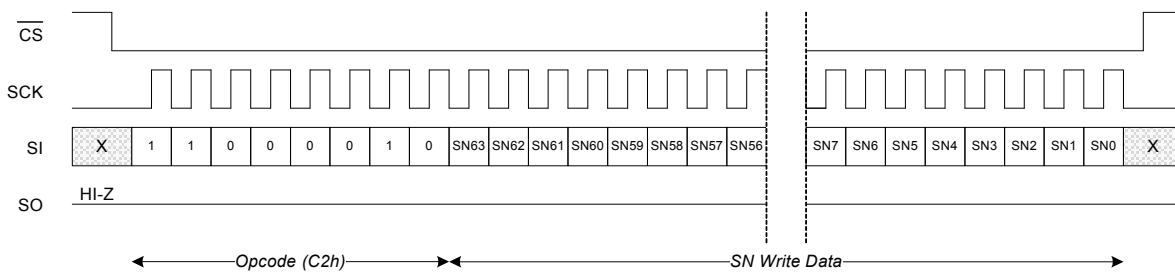 CS
SCK
SI X 1 1 0 0 0 0 1 0 SN63 SN62 SN61 SN60 SN59 SN58 SN57 SN56 SN7 SN6 SN5 SN4 SN3 SN2 SN1 SN0 X
HI-Z
SO
Opcode (C2h) SN Write Data